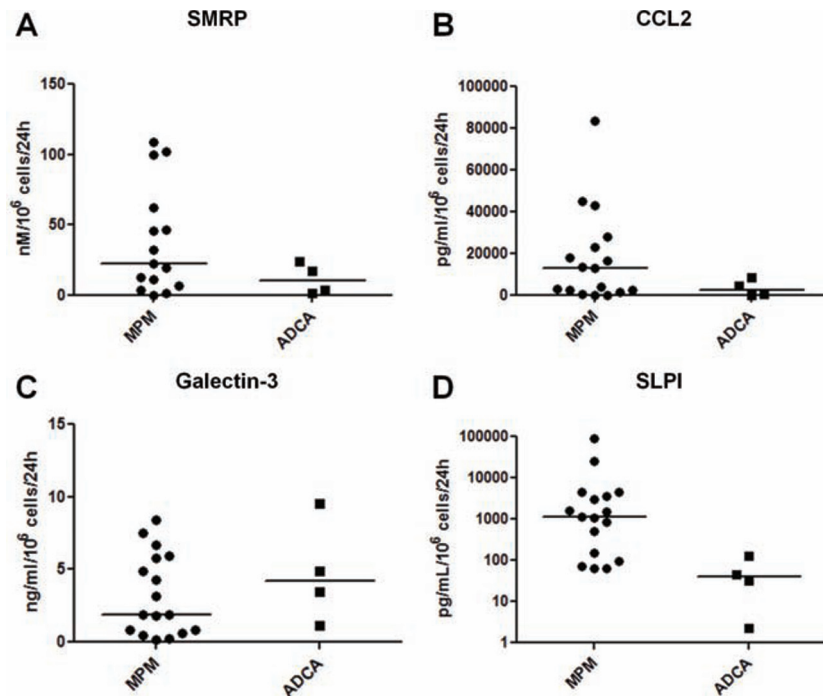 A
SMRP
nM/10⁶ cells/24h
150
100
50
0
MPM
ADCA
B
CCL2
pg/ml/10⁶ cells/24h
100000
80000
60000
40000
20000
0
MPM
ADCA
C
Galectin-3
ng/ml/10⁶ cells/24h
15
10
5
0
MPM
ADCA
D
SLPI
pg/mL/10⁶ cells/24h
100000
10000
1000
100
10
1
MPM
ADCA